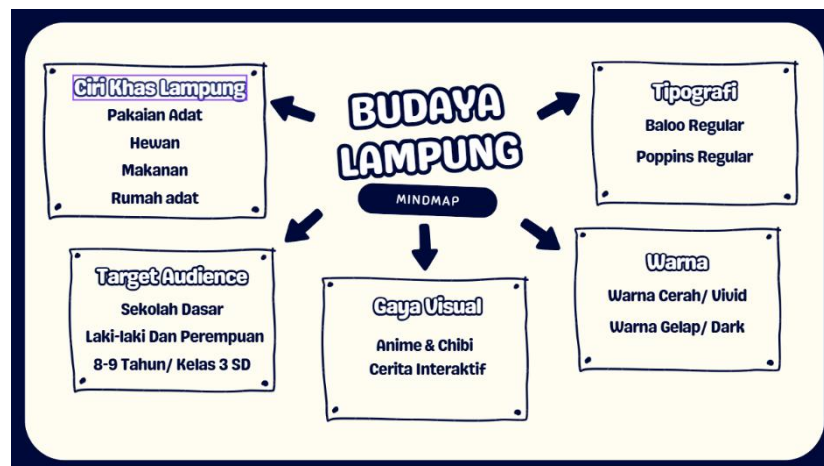 BUDAYA
LAMPUNG
MINDMAP
Ciri Khas Lampung
Pakaian Adat
Hewan
Makanan
Rumah adat
Tipografi
Baloo Regular
Poppins Regular
Target Audience
Sekolah Dasar
Laki-laki Dan Perempuan
8-9 Tahun/ Kelas 3 SD
Gaya Visual
Anime & Chibi
Cerita Interaktif
Warna
Warna Cerah/ Vivid
Warna Gelap/ Dark